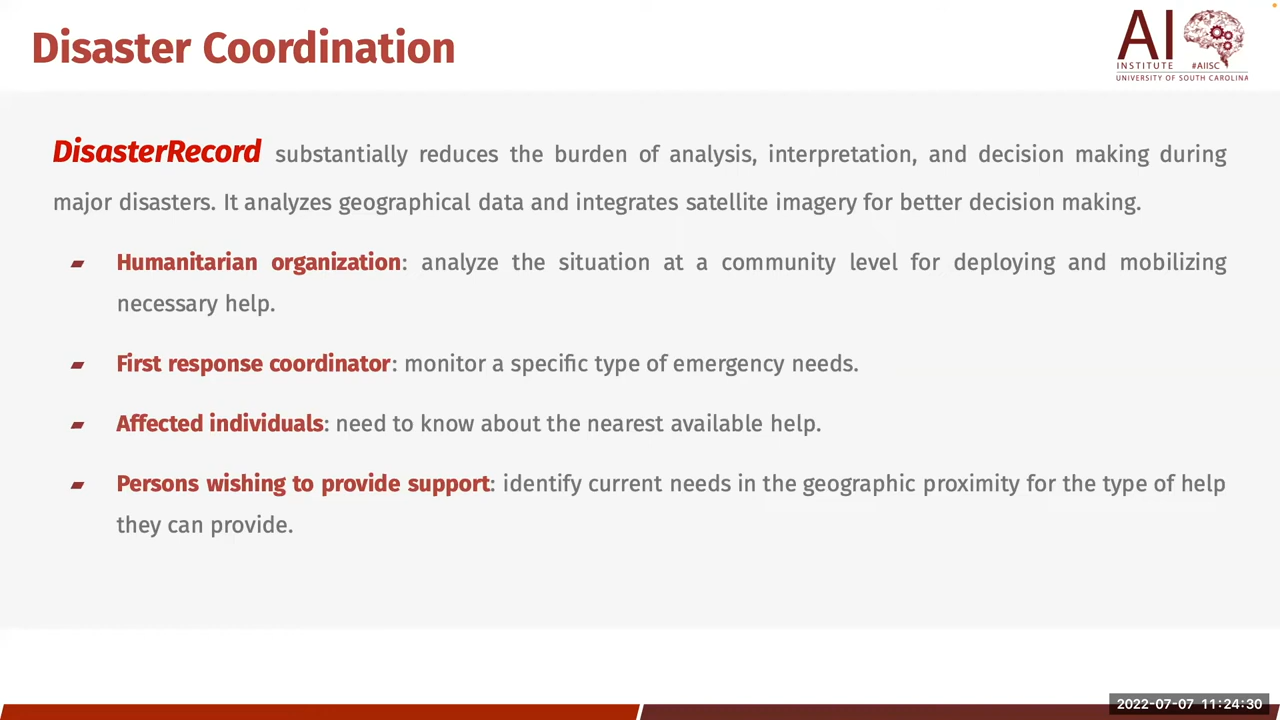 Disaster Coordination
AI
INSTITUTE #AIISC
UNIVERSITY OF SOUTH CAROLINA
DisasterRecord substantially reduces the burden of analysis, interpretation, and decision making during
major disasters. It analyzes geographical data and integrates satellite imagery for better decision making.
Humanitarian organization: analyze the situation at a community level for deploying and mobilizing
necessary help.
First response coordinator: monitor a specific type of emergency needs.
Affected individuals: need to know about the nearest available help.
Persons wishing to provide support: identify current needs in the geographic proximity for the type of help
they can provide.
2022-07-07 11:24:30